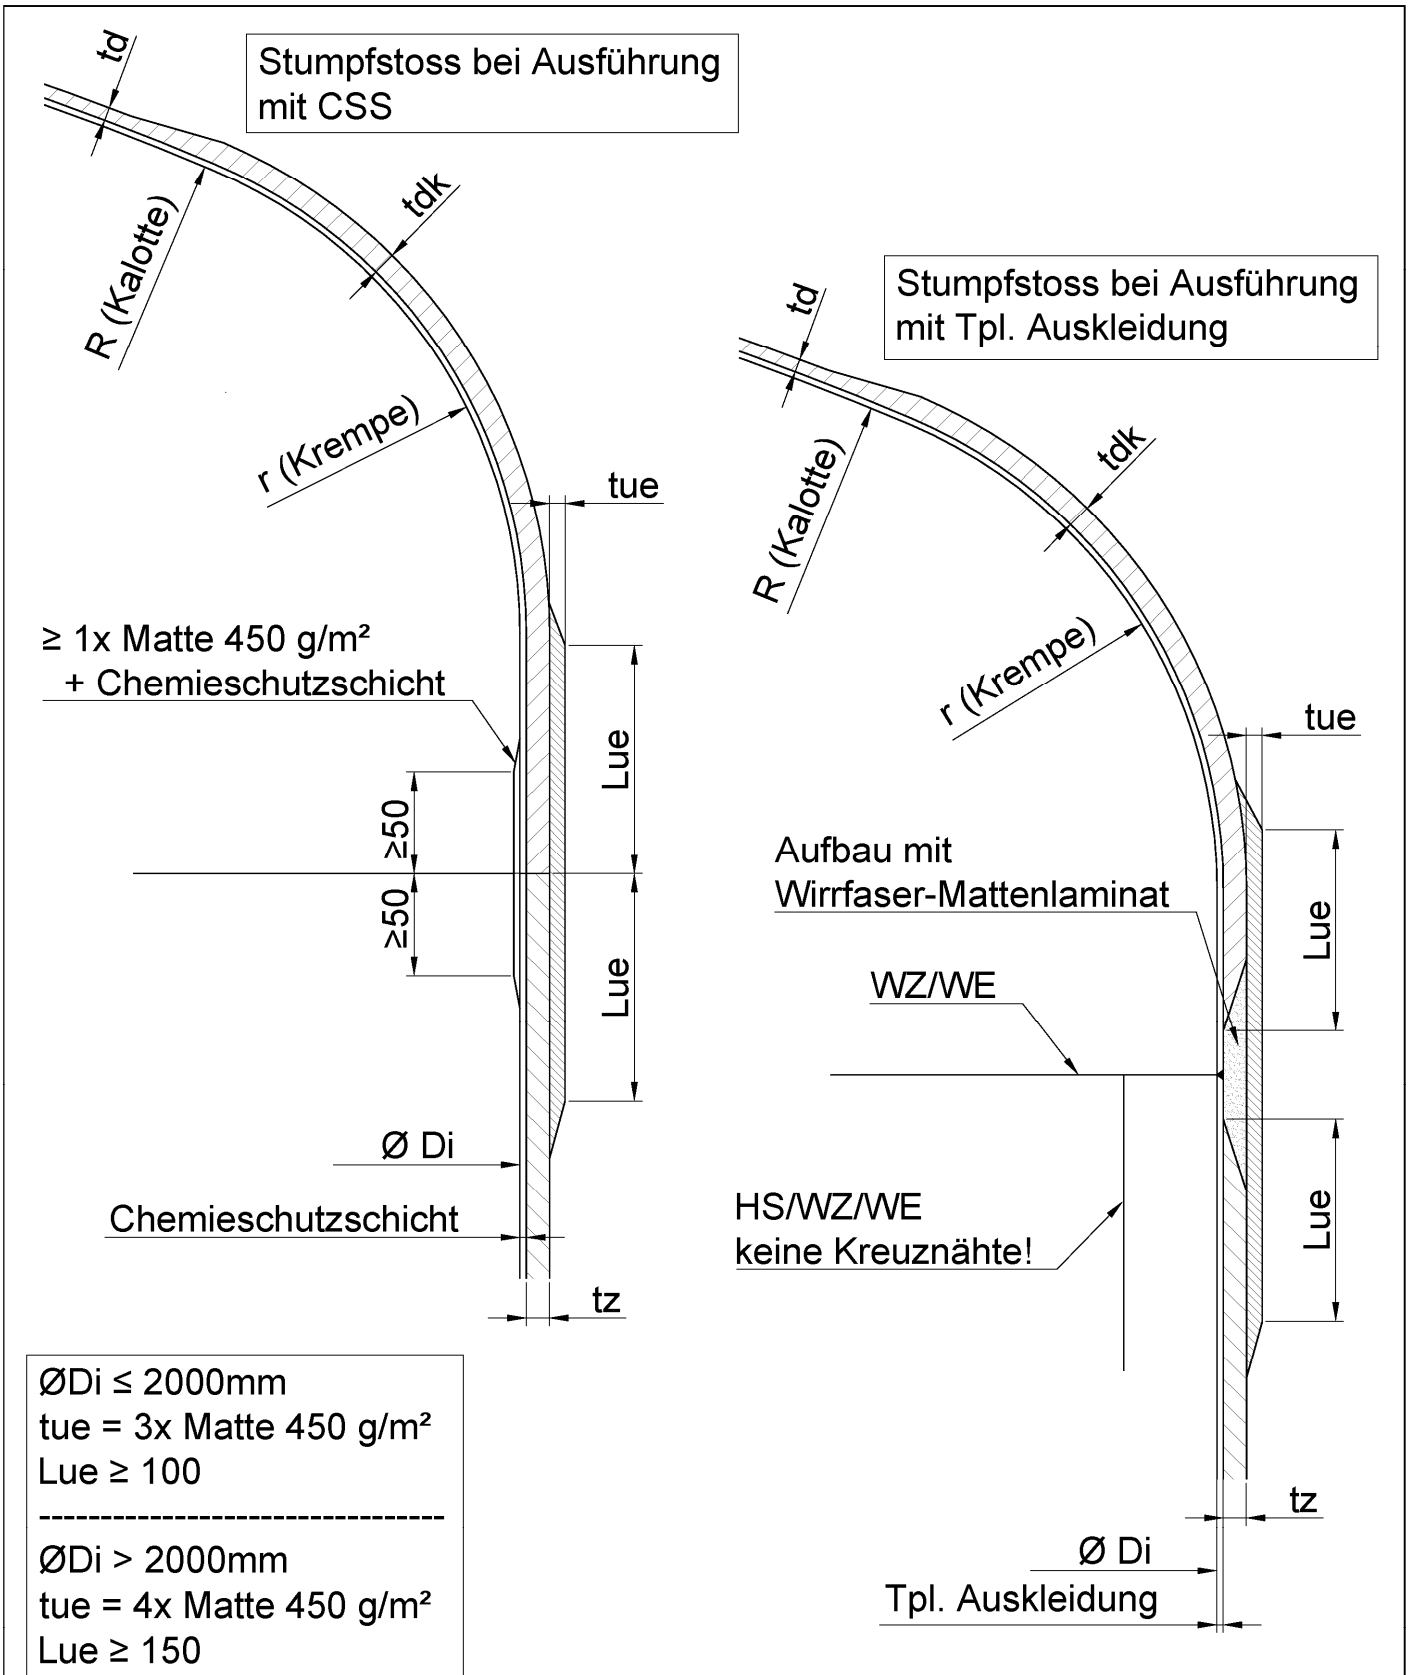 Stumpfstoss bei Ausführung
mit CSS
td
tdk
R (Kalotte)
r (Krempe)
tue
≥ 1x Matte 450 g/m²
+ Chemieschutzschicht
≥50
≥50
Lue
Lue
Ø Di
Chemieschutzschicht
tz
ØDi ≤ 2000mm
tue = 3x Matte 450 g/m²
Lue ≥ 100
---------------------------------
ØDi > 2000mm
tue = 4x Matte 450 g/m²
Lue ≥ 150
Stumpfstoss bei Ausführung
mit Tpl. Auskleidung
td
tdk
R (Kalotte)
r (Krempe)
tue
Aufbau mit
Wirrfaser-Mattenlaminat
Lue
WZ/WE
HS/WZ/WE
keine Kreuznähte!
Lue
tz
Ø Di
Tpl. Auskleidung